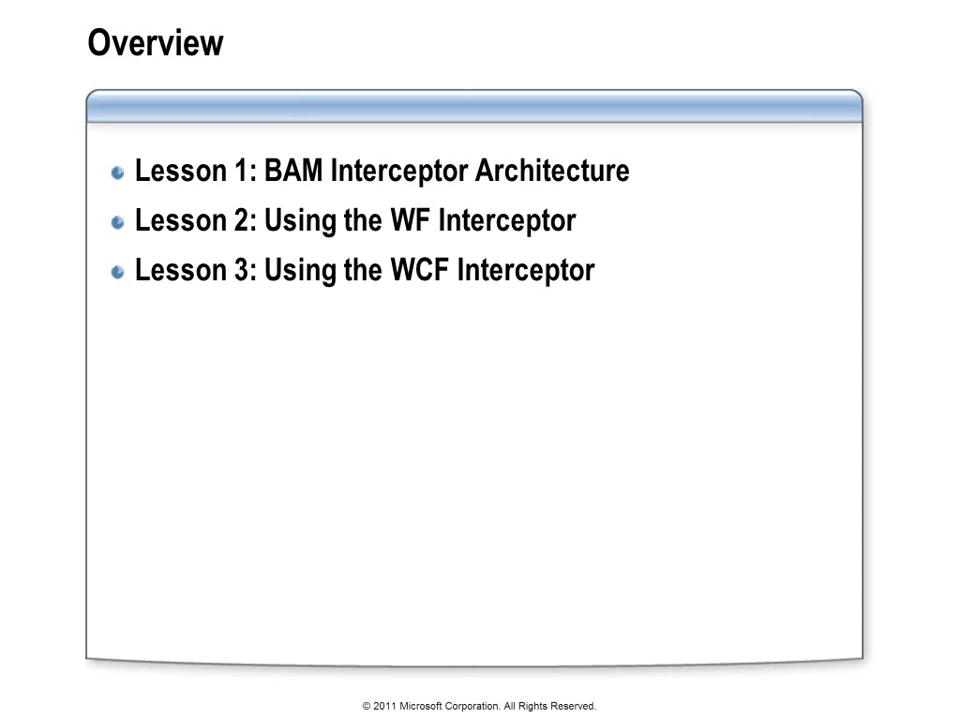 Overview
Lesson 1: BAM Interceptor Architecture
Lesson 2: Using the WF Interceptor
Lesson 3: Using the WCF Interceptor
© 2011 Microsoft Corporation. All Rights Reserved.